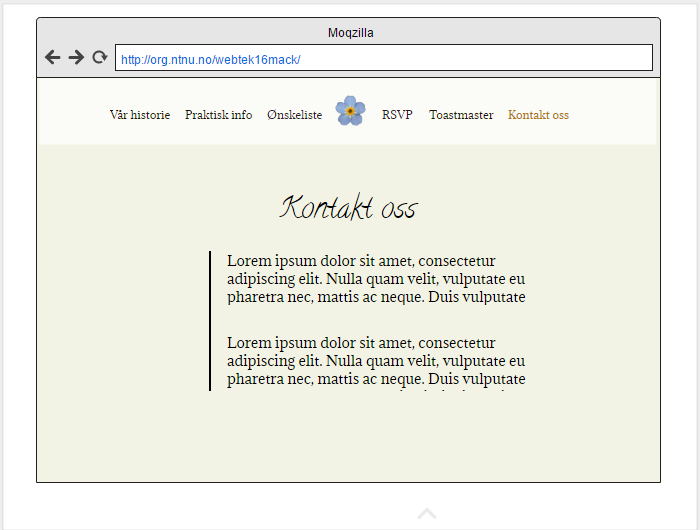 Moqzilla
http://org.ntnu.no/webtek16mack/
Vår historie Praktisk info Ønskeliste RSVP Toastmaster Kontakt oss
Kontakt oss
Lorem ipsum dolor sit amet, consectetur
adipiscing elit. Nulla quam velit, vulputate eu
pharetra nec, mattis ac neque. Duis vulputate
Lorem ipsum dolor sit amet, consectetur
adipiscing elit. Nulla quam velit, vulputate eu
pharetra nec, mattis ac neque. Duis vulputate